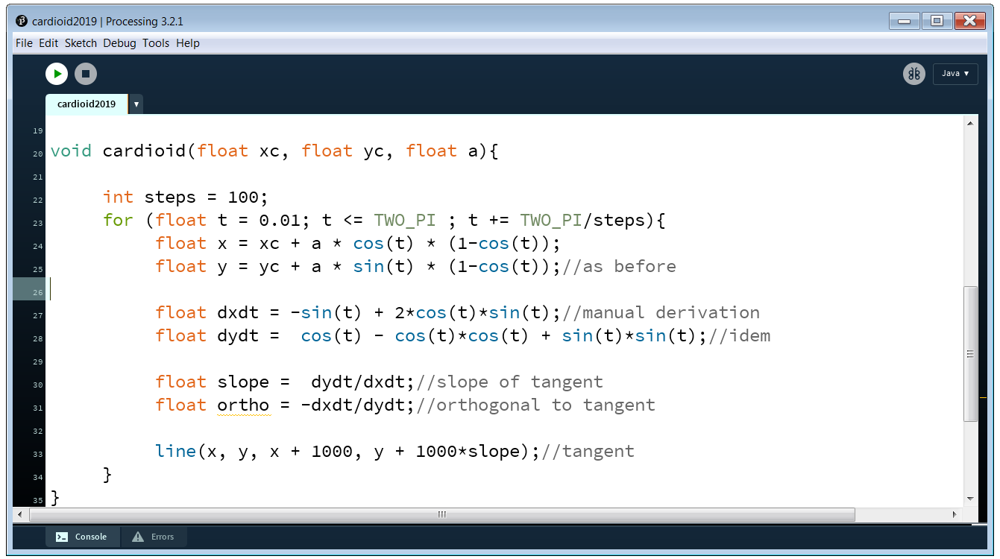 cardioid2019 | Processing 3.2.1
File Edit Sketch Debug Tools Help
Java ▼
cardioid2019 ▼
19
20 void cardioid(float xc, float yc, float a){
21
22 int steps = 100;
23 for (float t = 0.01; t <= TWO_PI ; t += TWO_PI/steps){
24 float x = xc + a * cos(t) * (1-cos(t));
25 float y = yc + a * sin(t) * (1-cos(t));//as before
26
27 float dxdt = -sin(t) + 2*cos(t)*sin(t);//manual derivation
28 float dydt =  cos(t) - cos(t)*cos(t) + sin(t)*sin(t);//idem
29
30 float slope =  dydt/dxdt;//slope of tangent
31 float ortho = -dxdt/dydt;//orthogonal to tangent
32
33 line(x, y, x + 1000, y + 1000*slope);//tangent
34 }
35 }
Console Errors